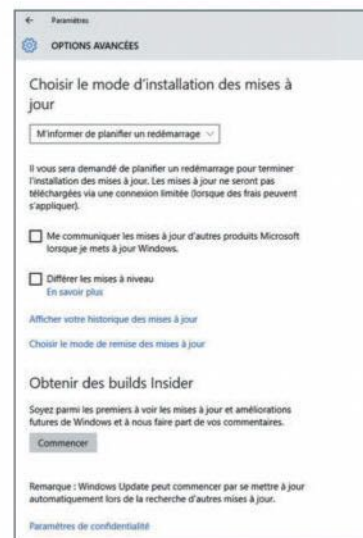 Paramètres
OPTIONS AVANCÉES
Choisir le mode d'installation des mises à
jour
M'informer de planifier un redémarrage
Il vous sera demandé de planifier un redémarrage pour terminer
l'installation des mises à jour. Les mises à jour ne seront pas
téléchargées via une connexion limitée (lorsque des frais peuvent
s'appliquer).
Me communiquer les mises à jour d'autres produits Microsoft
lorsque je mets à jour Windows.
Différer les mises à niveau
En savoir plus
Afficher votre historique des mises à jour
Choisir le mode de remise des mises à jour
Obtenir des builds Insider
Soyez parmi les premiers à voir les mises à jour et améliorations
futures de Windows et à nous faire part de vos commentaires.
Commencer
Remarque : Windows Update peut commencer par se mettre à jour
automatiquement lors de la recherche d'autres mises à jour.
Paramètres de confidentialité